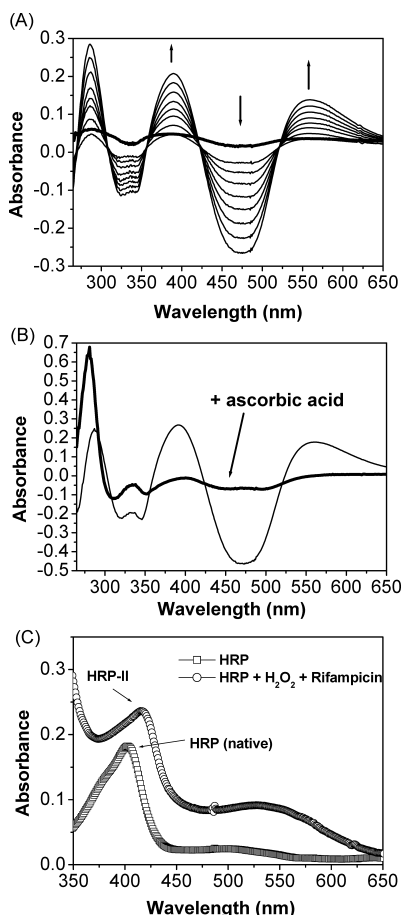 (A)
0.3
0.2
0.1
0.0
-0.1
-0.2
-0.3
Absorbance
300 350 400 450 500 550 600 650
Wavelength (nm)
(B)
0.7
0.6
0.5
0.4
0.3
0.2
0.1
0.0
-0.1
-0.2
-0.3
-0.4
-0.5
Absorbance
+ ascorbic acid
300 350 400 450 500 550 600 650
Wavelength (nm)
(C)
0.3
0.2
0.1
0.0
Absorbance
HRP
HRP + H₂O₂ + Rifampicin
HRP-II
HRP (native)
350 400 450 500 550 600 650
Wavelength (nm)